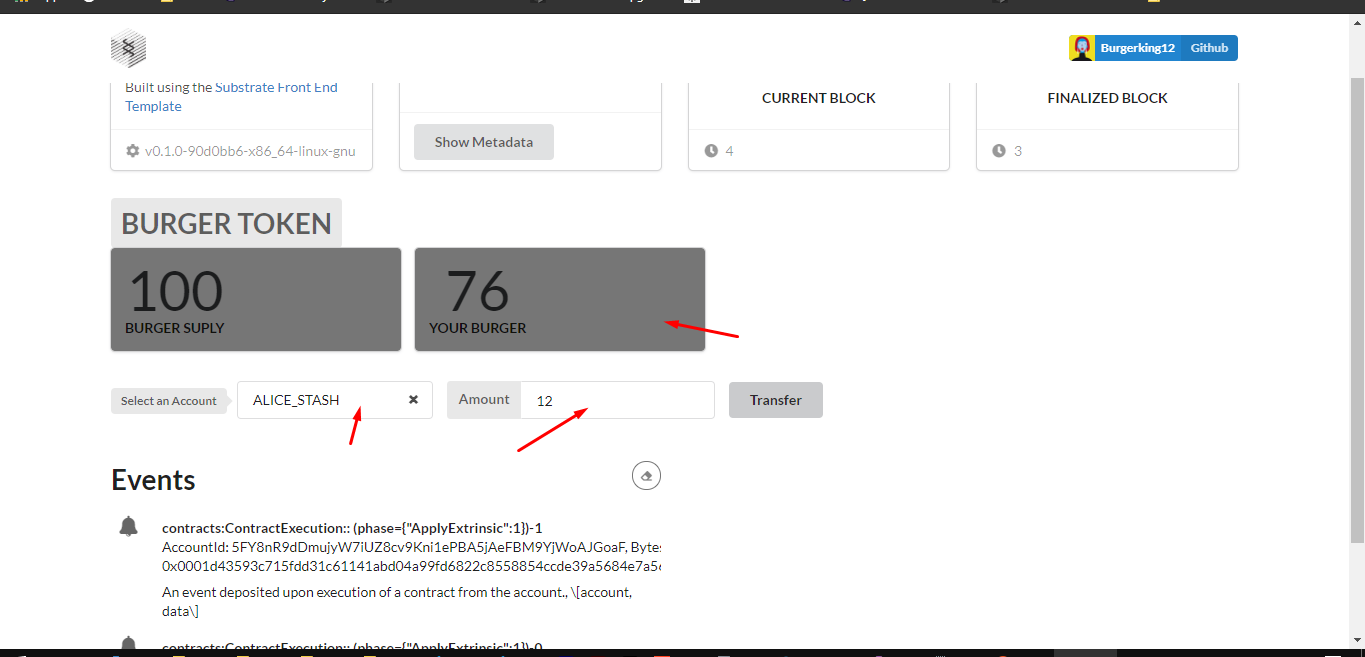 Burgerking12 Github
Built using the Substrate Front End
Template
v0.1.0-90d0bb6-x86_64-linux-gnu
Show Metadata
CURRENT BLOCK
4
FINALIZED BLOCK
3
BURGER TOKEN
100
BURGER SUPLY
76
YOUR BURGER
Select an Account
ALICE_STASH
Amount
12
Transfer
Events
contracts:ContractExecution:: (phase={"ApplyExtrinsic":1})-1
AccountId: 5FY8nR9dDmujyW7iUZ8cv9Kni1ePBA5jAeFBM9YjWoAJGoaF, Bytes
0x0001d43593c715fdd31c61141abd04a99fd6822c8558854ccde39a5684e7a5
An event deposited upon execution of a contract from the account., \[account,
data\]
contracts:ContractExecution:: (phase={"ApplyExtrinsic":1})-0